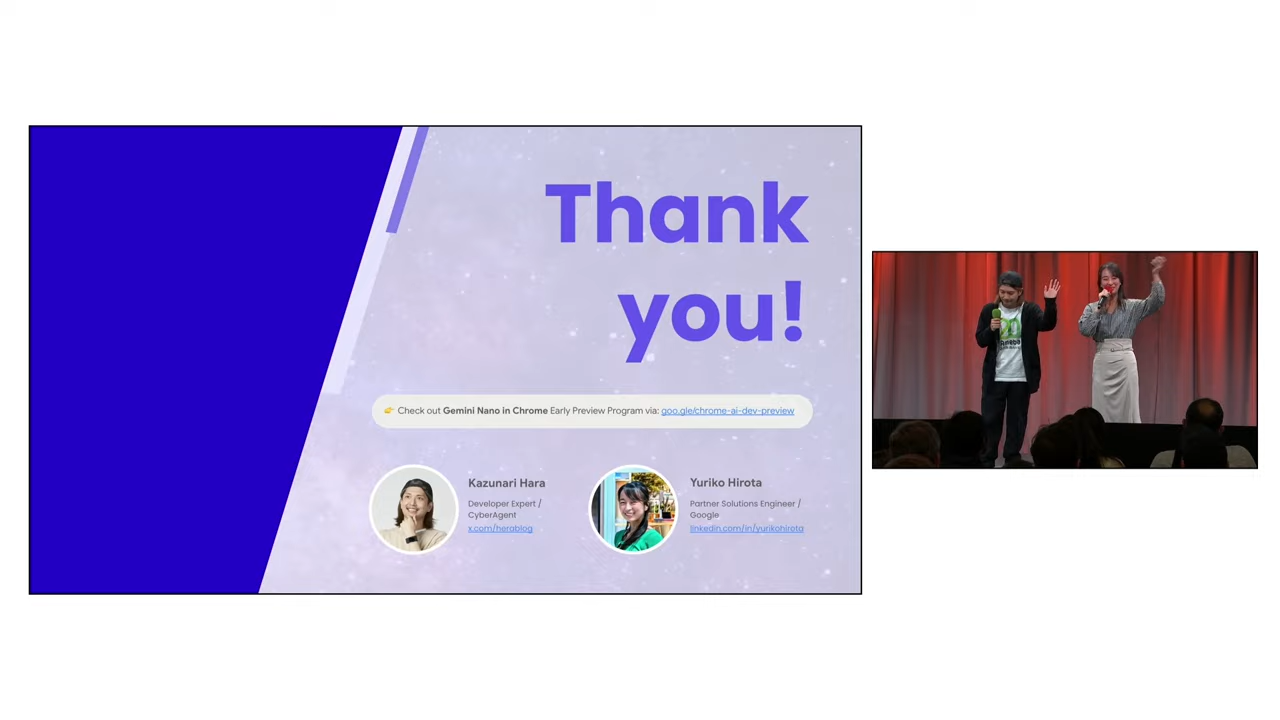 Thank
you!
👉 Check out Gemini Nano in Chrome Early Preview Program via: goo.gle/chrome-ai-dev-preview
Kazunari Hara
Developer Expert /
CyberAgent
x.com/herablog
Yuriko Hirota
Partner Solutions Engineer /
Google
linkedin.com/in/yurikohirota